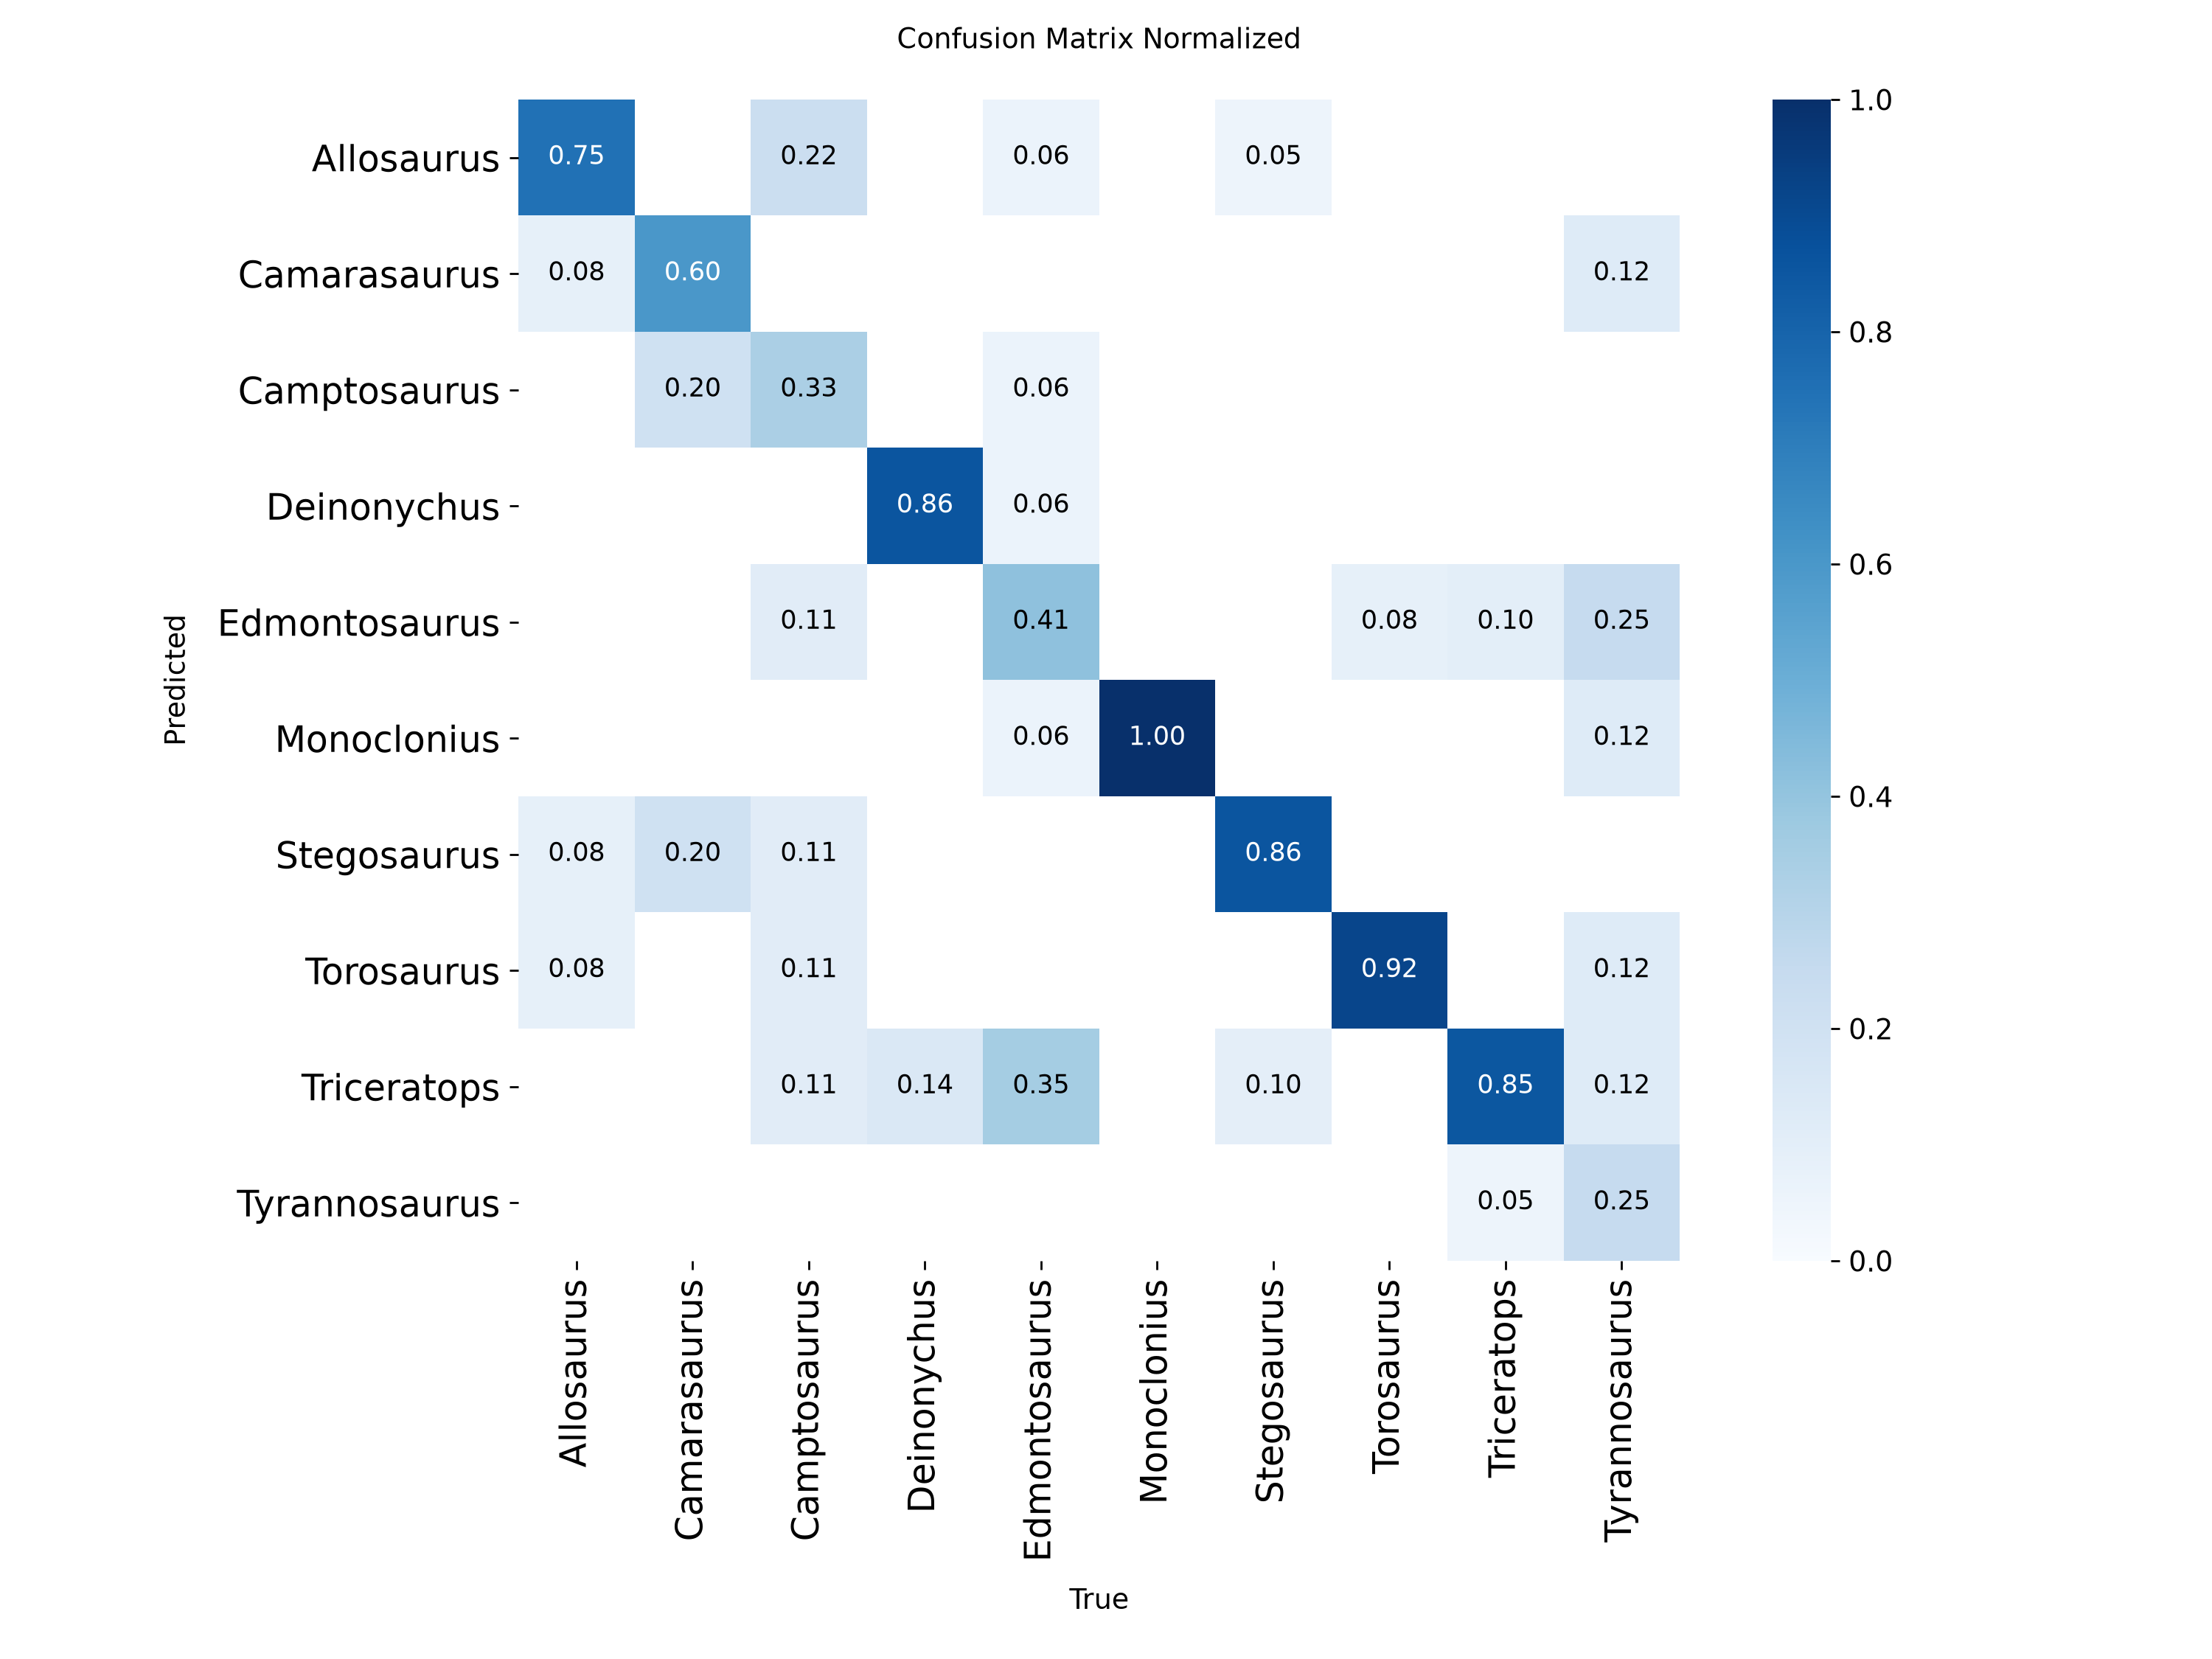 Confusion Matrix Normalized
Allosaurus 0.75 0.22 0.06 0.05
Camarasaurus 0.08 0.60 0.12
Camptosaurus 0.20 0.33 0.06
Deinonychus 0.86 0.06
Edmontosaurus 0.11 0.41 0.08 0.10 0.25
Monoclonius 0.06 1.00 0.12
Stegosaurus 0.08 0.20 0.11 0.86
Torosaurus 0.08 0.11 0.92 0.12
Triceratops 0.11 0.14 0.35 0.10 0.85 0.12
Tyrannosaurus 0.05 0.25
Predicted
Allosaurus
Camarasaurus
Camptosaurus
Deinonychus
Edmontosaurus
Monoclonius
Stegosaurus
Torosaurus
Triceratops
Tyrannosaurus
True
1.0
0.8
0.6
0.4
0.2
0.0